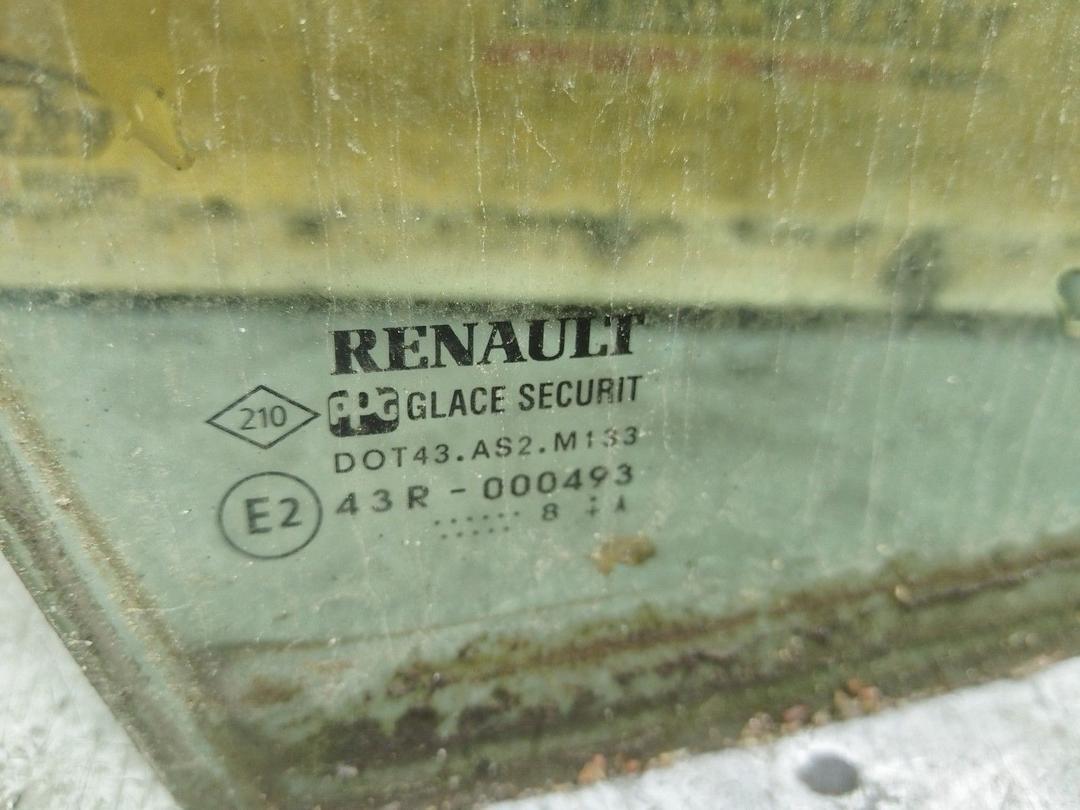 RENAULT
210 PPG GLACE SECURIT
DOT43.AS2.M133
E2 43R - 000493
....... 8 ÷ A
......